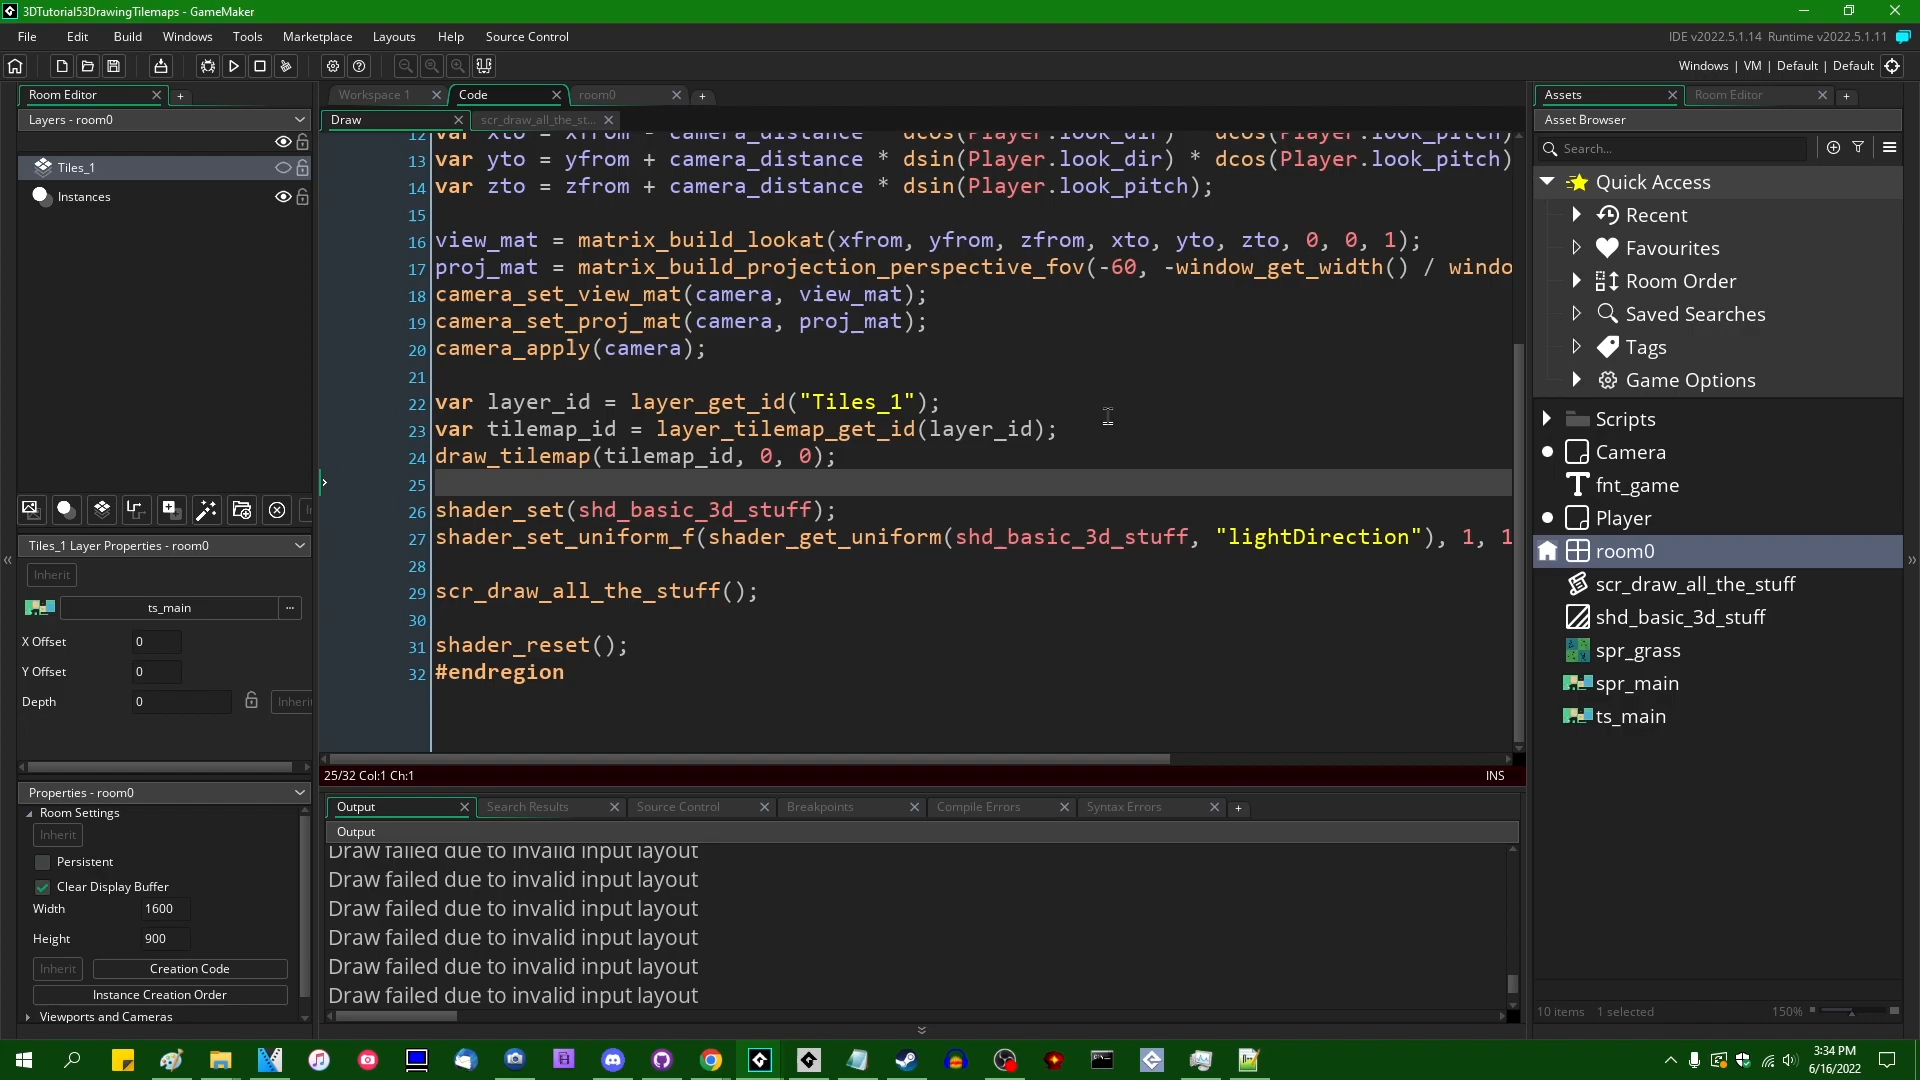 3DTutorial53DrawingTilemaps - GameMaker
File Edit Build Windows Tools Marketplace Layouts Help Source Control
IDE v2022.5.1.14 Runtime v2022.5.1.11
Windows | VM | Default | Default
Room Editor
Layers - room0
Tiles_1
Instances
Tiles_1 Layer Properties - room0
Inherit
ts_main
...
X Offset 0
Y Offset 0
Depth 0
Inheri
Properties - room0
Room Settings
Inherit
Persistent
Clear Display Buffer
Width 1600
Height 900
Inherit Creation Code
Instance Creation Order
Viewports and Cameras
Workspace 1 Code room0
Draw scr_draw_all_the_st...
12 var xto = xfrom - camera_distance * dcos(Player.look_dir) * dcos(Player.look_pitch)
13 var yto = yfrom + camera_distance * dsin(Player.look_dir) * dcos(Player.look_pitch)
14 var zto = zfrom + camera_distance * dsin(Player.look_pitch);
15
16 view_mat = matrix_build_lookat(xfrom, yfrom, zfrom, xto, yto, zto, 0, 0, 1);
17 proj_mat = matrix_build_projection_perspective_fov(-60, -window_get_width() / windo
18 camera_set_view_mat(camera, view_mat);
19 camera_set_proj_mat(camera, proj_mat);
20 camera_apply(camera);
21
22 var layer_id = layer_get_id("Tiles_1");
23 var tilemap_id = layer_tilemap_get_id(layer_id);
24 draw_tilemap(tilemap_id, 0, 0);
25
26 shader_set(shd_basic_3d_stuff);
27 shader_set_uniform_f(shader_get_uniform(shd_basic_3d_stuff, "lightDirection"), 1, 1
28
29 scr_draw_all_the_stuff();
30
31 shader_reset();
32 #endregion
25/32 Col:1 Ch:1 INS
Output Search Results Source Control Breakpoints Compile Errors Syntax Errors
Output
Draw failed due to invalid input layout
Draw failed due to invalid input layout
Draw failed due to invalid input layout
Draw failed due to invalid input layout
Draw failed due to invalid input layout
Draw failed due to invalid input layout
Assets Room Editor
Asset Browser
Search...
Quick Access
Recent
Favourites
Room Order
Saved Searches
Tags
Game Options
Scripts
Camera
fnt_game
Player
room0
scr_draw_all_the_stuff
shd_basic_3d_stuff
spr_grass
spr_main
ts_main
10 items 1 selected 150%
3:34 PM
6/16/2022